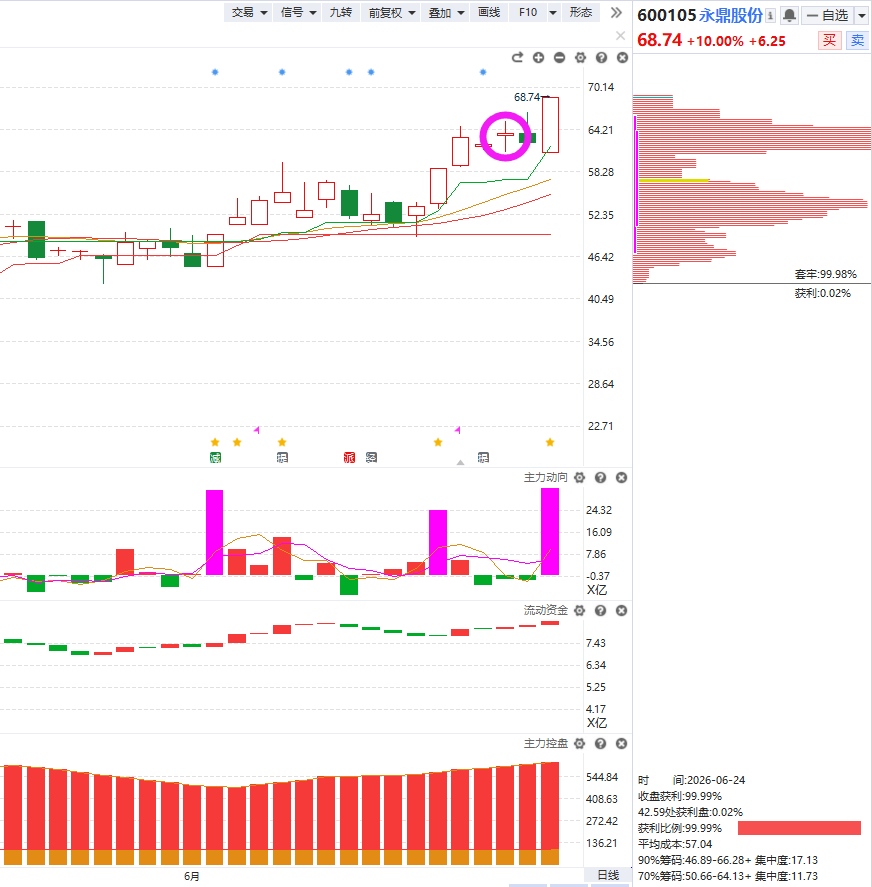 交易 信号 九转 前复权 叠加 画线 F10 形态
600105 永鼎股份 自选
68.74 +10.00% +6.25 买 卖
68.74
70.14
64.21
58.28
52.35
46.42
40.49
34.56
28.64
22.71
套牢:99.98%
获利:0.02%
减 派
主力动向
24.32
16.09
7.86
-0.37
X亿
流动资金
7.43
6.34
5.25
4.17
X亿
主力控盘
544.84
408.63
272.42
136.21
6月 日线
时 间:2026-06-24
收盘获利:99.99%
42.59处获利盘:0.02%
获利比例:99.99%
平均成本:57.04
90%筹码:46.89-66.28+ 集中度:17.13
70%筹码:50.66-64.13+ 集中度:11.73